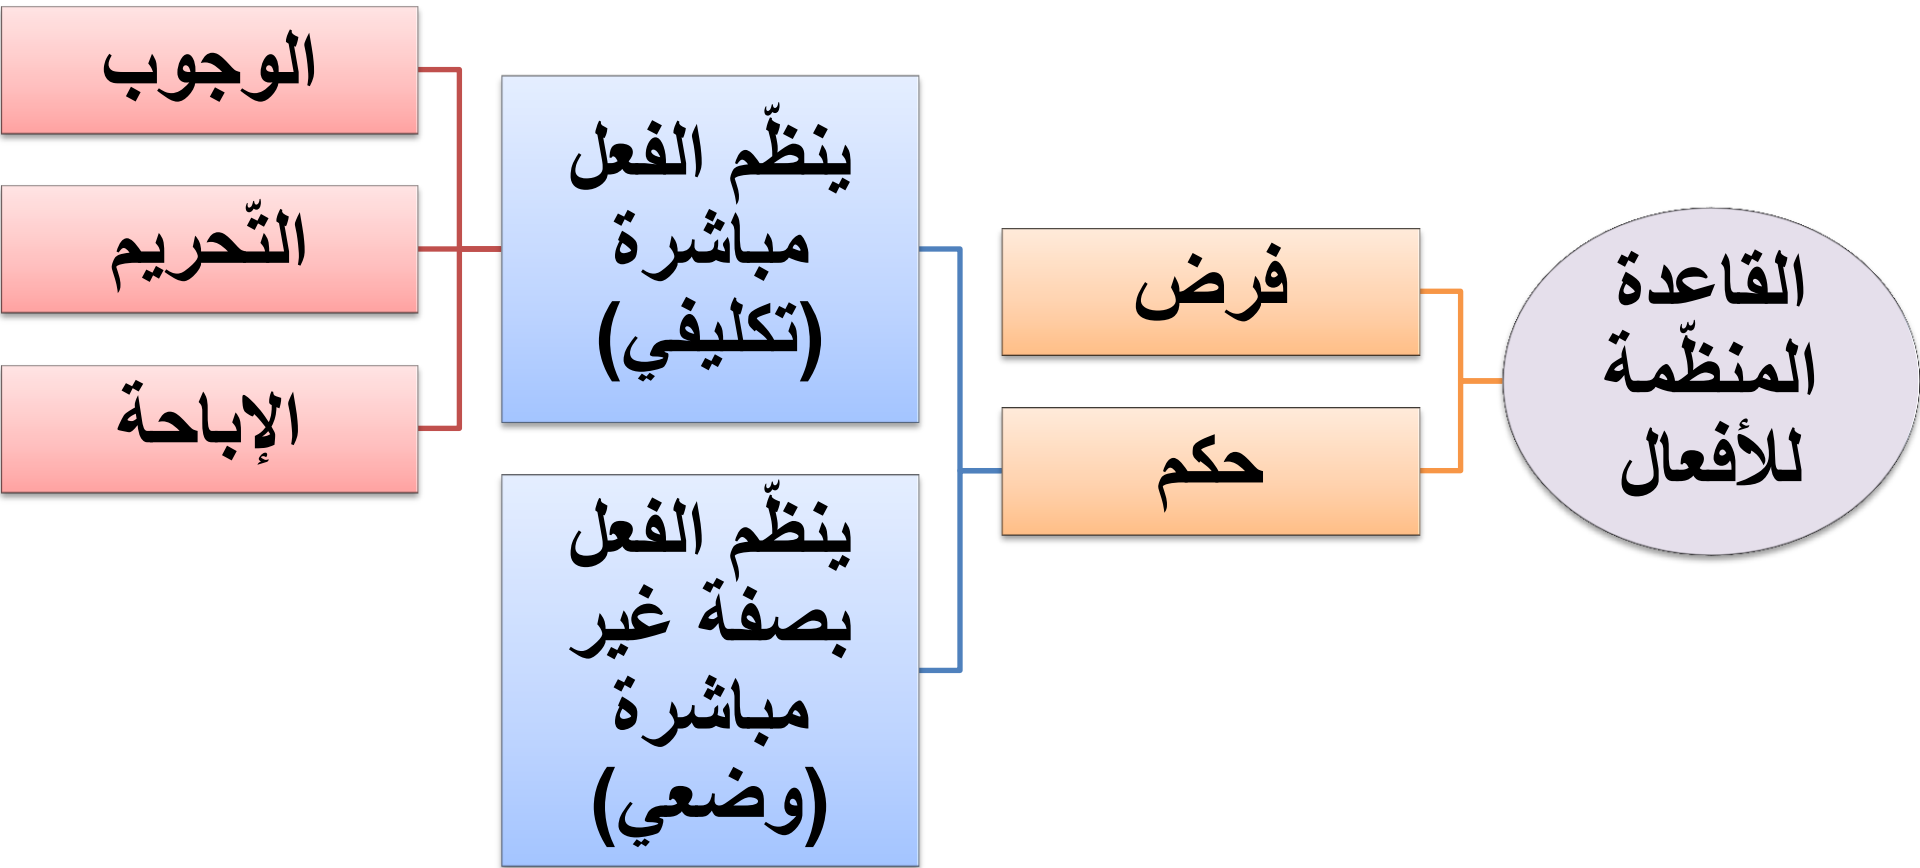 القاعدة
المنظّمة
للأفعال
فرض
حكم
ينظّم الفعل
مباشرة
(تكليفي)
ينظّم الفعل
بصفة غير
مباشرة
(وضعي)
الوجوب
التّحريم
الإباحة